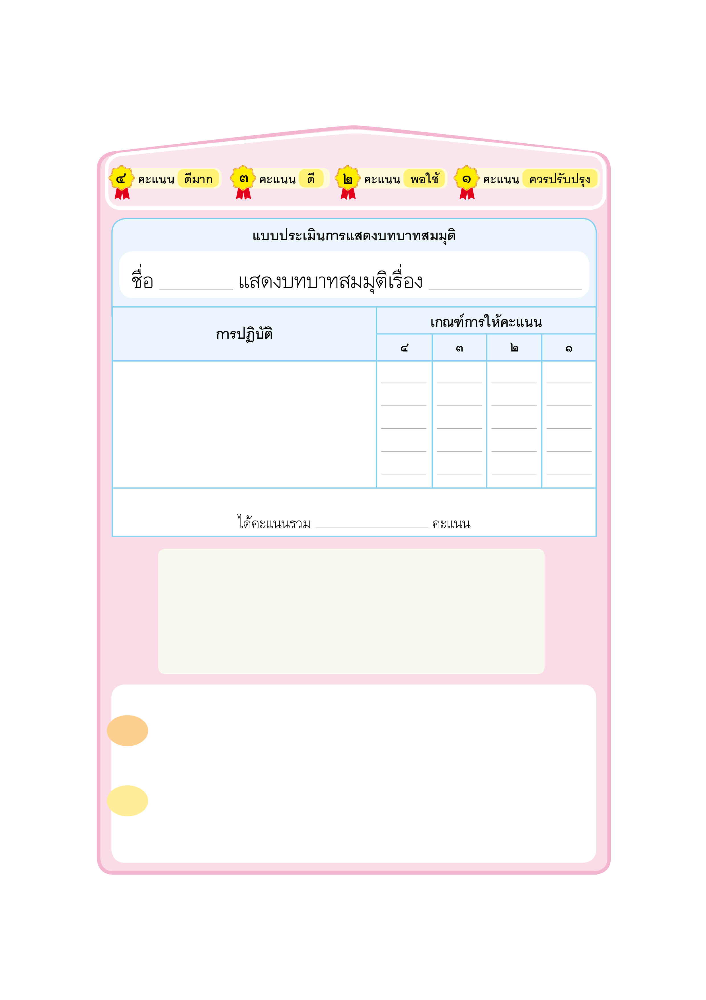 ๔ คะแนน ดีมาก ๓ คะแนน ดี ๒ คะแนน พอใช้ ๑ คะแนน ควรปรับปรุง
แบบประเมินการแสดงบทบาทสมมุติ
ชื่อ แสดงบทบาทสมมุติเรื่อง
การปฏิบัติ
เกณฑ์การให้คะแนน
๔ ๓ ๒ ๑
ได้คะแนนรวม คะแนน